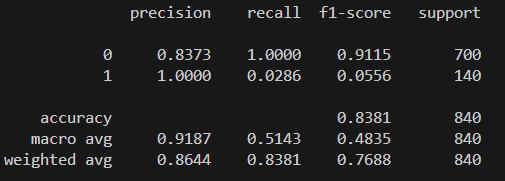 precision recall f1-score support
0 0.8373 1.0000 0.9115 700
1 1.0000 0.0286 0.0556 140
accuracy 0.8381 840
macro avg 0.9187 0.5143 0.4835 840
weighted avg 0.8644 0.8381 0.7688 840